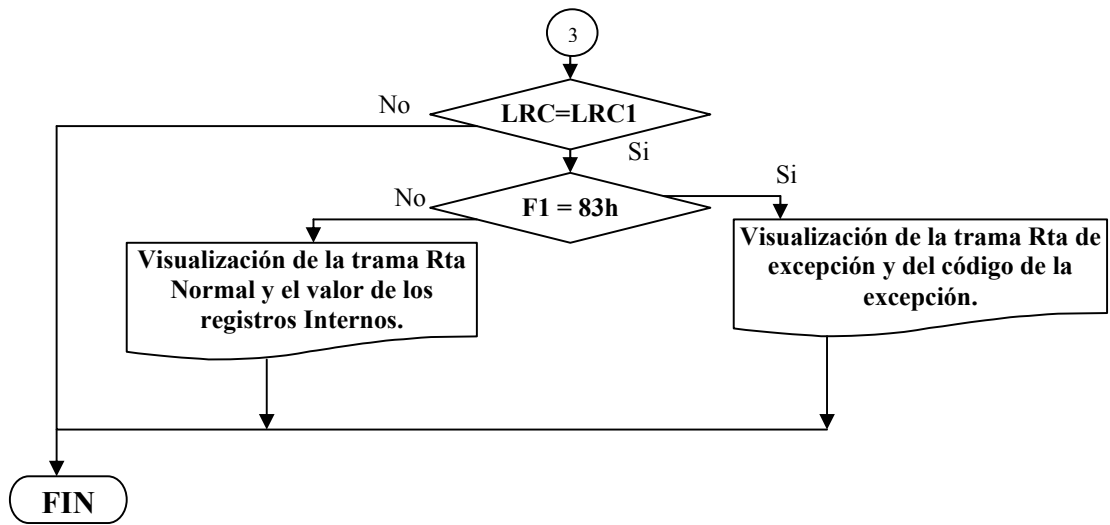 3
No
LRC=LRC1
Si
No
F1 = 83h
Si
Visualización de la trama Rta
Normal y el valor de los
registros Internos.
Visualización de la trama Rta de
excepción y del código de la
excepción.
FIN